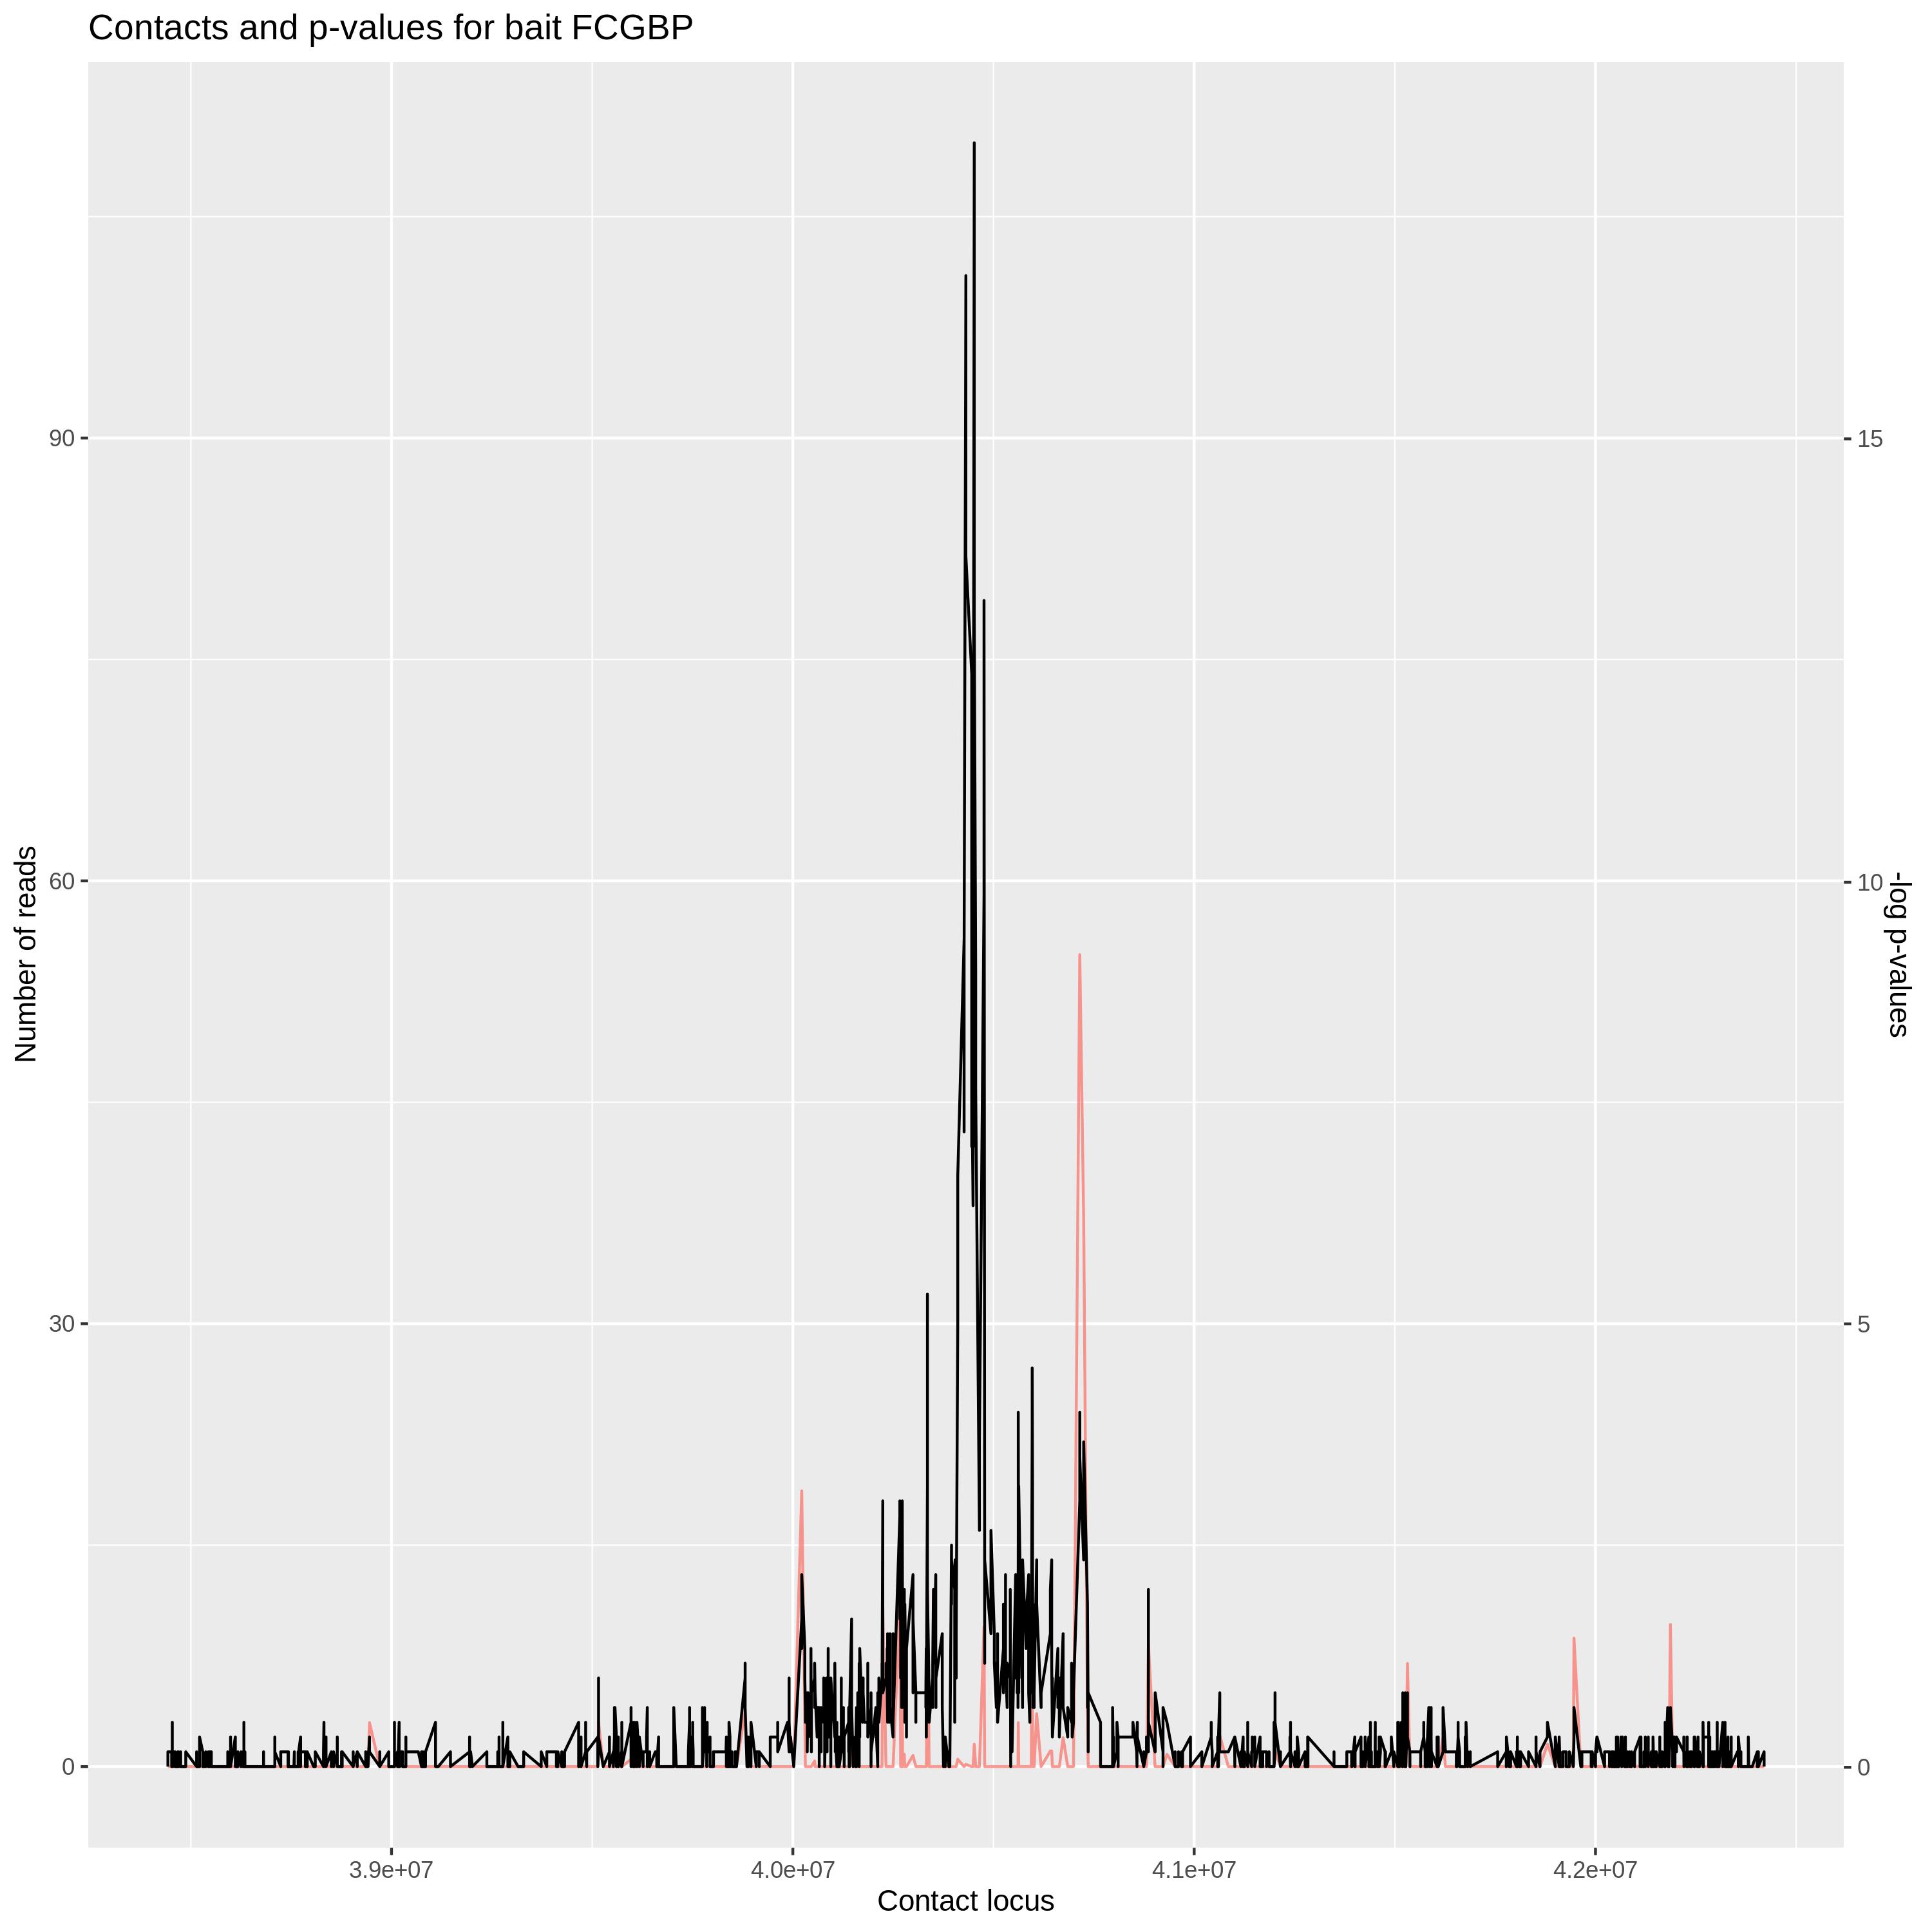 Contacts and p-values for bait FCGBP
Number of reads
90
60
30
0
15
10
5
0
-log p-values
3.9e+07
4.0e+07
4.1e+07
4.2e+07
Contact locus